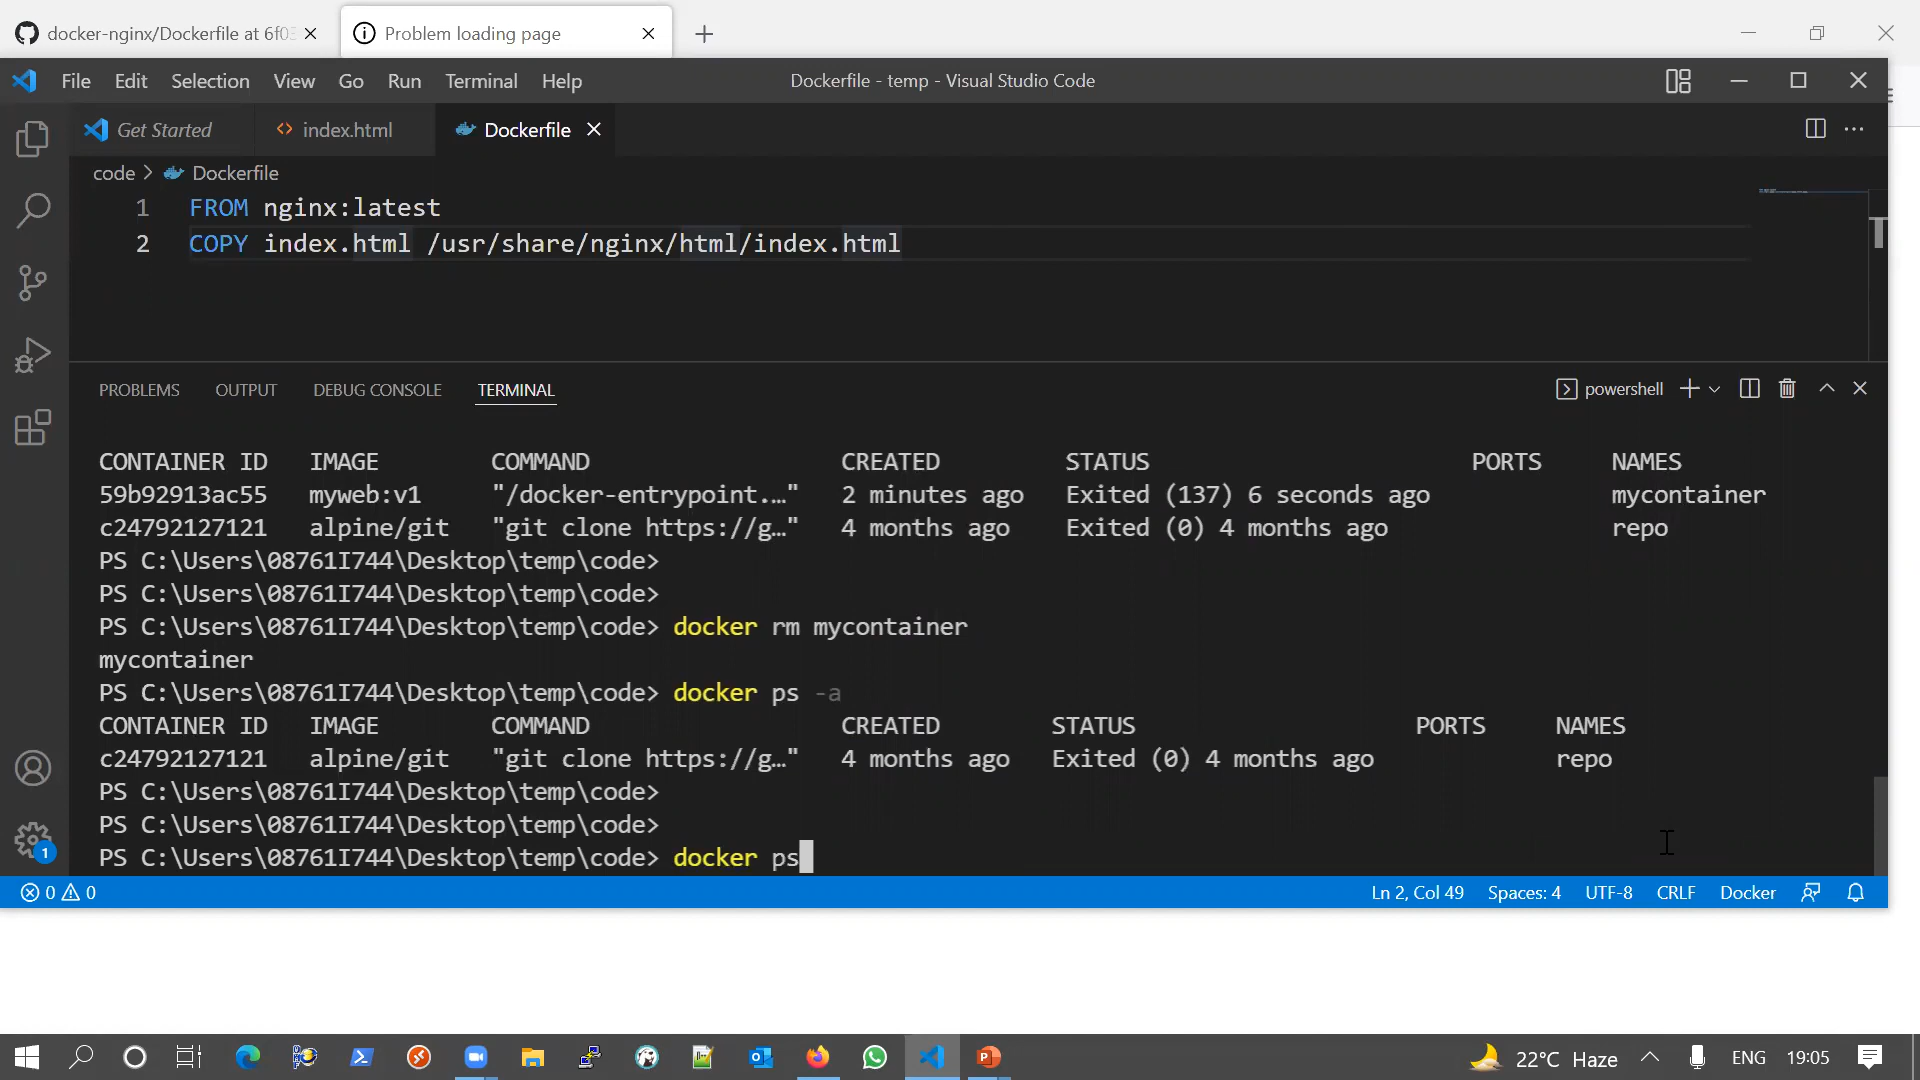 docker-nginx/Dockerfile at 6f03
Problem loading page
File Edit Selection View Go Run Terminal Help
Dockerfile - temp - Visual Studio Code
Get Started
index.html
Dockerfile
code > Dockerfile
1 FROM nginx:latest
2 COPY index.html /usr/share/nginx/html/index.html
PROBLEMS OUTPUT DEBUG CONSOLE TERMINAL
powershell
CONTAINER ID IMAGE COMMAND CREATED STATUS PORTS NAMES
59b92913ac55 myweb:v1 "/docker-entrypoint.…" 2 minutes ago Exited (137) 6 seconds ago mycontainer
c24792127121 alpine/git "git clone https://g…" 4 months ago Exited (0) 4 months ago repo
PS C:\Users\08761I744\Desktop\temp\code>
PS C:\Users\08761I744\Desktop\temp\code>
PS C:\Users\08761I744\Desktop\temp\code> docker rm mycontainer
mycontainer
PS C:\Users\08761I744\Desktop\temp\code> docker ps -a
CONTAINER ID IMAGE COMMAND CREATED STATUS PORTS NAMES
c24792127121 alpine/git "git clone https://g…" 4 months ago Exited (0) 4 months ago repo
PS C:\Users\08761I744\Desktop\temp\code>
PS C:\Users\08761I744\Desktop\temp\code>
PS C:\Users\08761I744\Desktop\temp\code> docker ps
1
0 0
Ln 2, Col 49 Spaces: 4 UTF-8 CRLF Docker
22°C Haze ENG 19:05